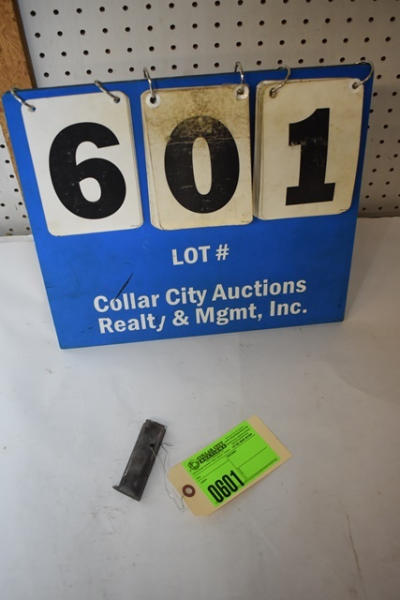 601
LOT #
Collar City Auctions
Realty & Mgmt, Inc.
0601